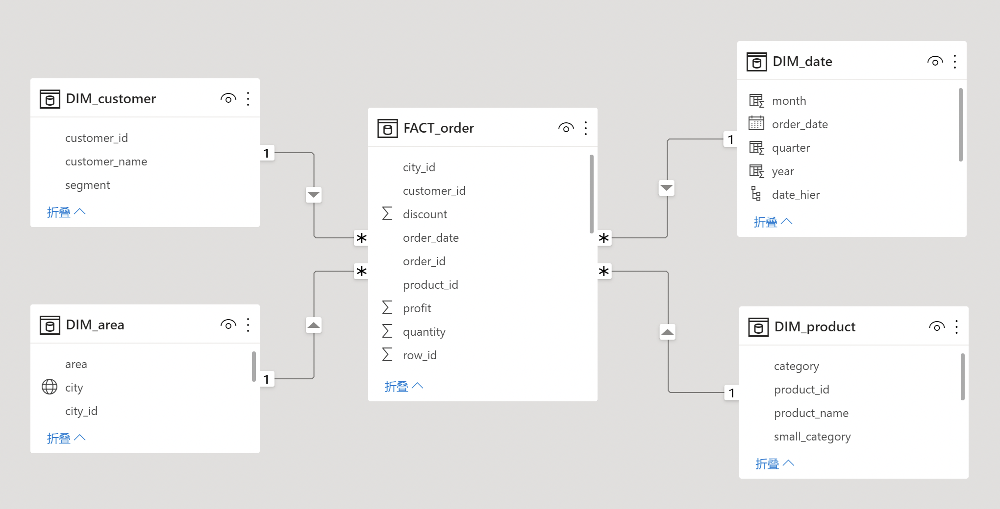 DIM_customer
customer_id
customer_name
segment
折叠
1
*
DIM_area
area
city
city_id
折叠
1
*
FACT_order
city_id
customer_id
discount
order_date
order_id
product_id
profit
quantity
row_id
折叠
DIM_date
month
order_date
quarter
year
date_hier
折叠
1
*
DIM_product
category
product_id
product_name
small_category
折叠
1
*